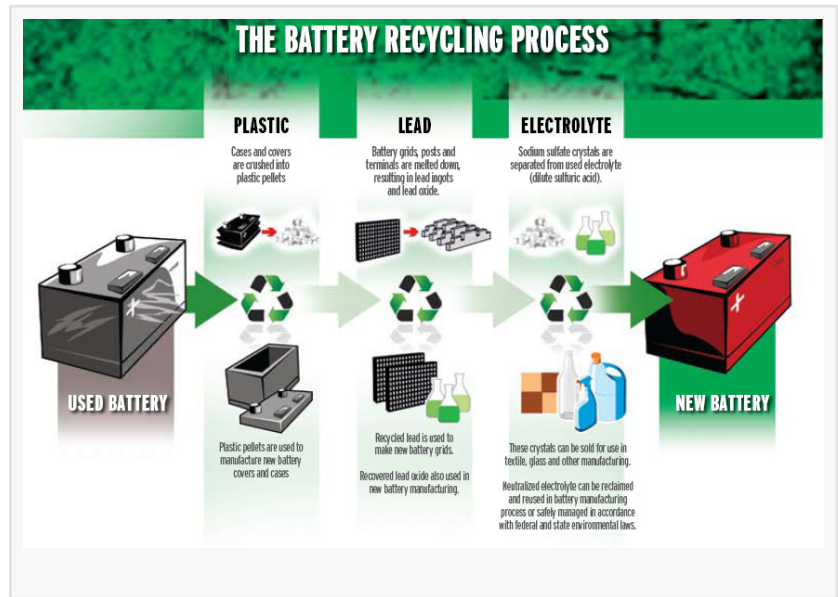 THE BATTERY RECYCLING PROCESS
PLASTIC
Cases and covers
are crushed into
plastic pellets
LEAD
Battery grids, posts and
terminals are melted down,
resulting in lead ingots
and lead oxide.
ELECTROLYTE
Sodium sulfate crystals are
separated from used electrolyte
(dilute sulfuric acid).
USED BATTERY
NEW BATTERY
Plastic pellets are used to
manufacture new battery
covers and cases
Recycled lead is used to
make new battery grids.
Recovered lead oxide also used in
new battery manufacturing.
These crystals can be sold for use in
textile, glass and other manufacturing.
Neutralized electrolyte can be reclaimed
and reused in battery manufacturing
process or safely managed in accordance
with federal and state environmental laws.